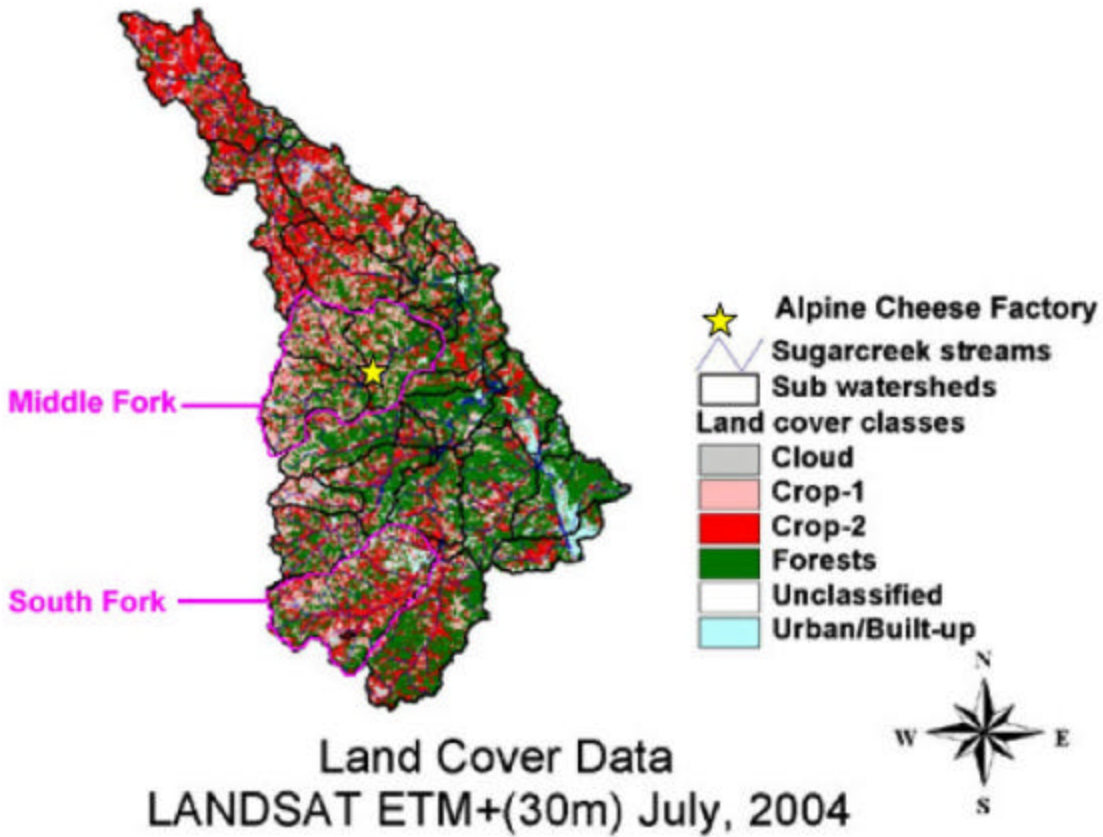 Alpine Cheese Factory
Sugarcreek streams
Sub watersheds
Land cover classes
Cloud
Crop-1
Crop-2
Forests
Unclassified
Urban/Built-up
Middle Fork
South Fork
N
W E
S
Land Cover Data
LANDSAT ETM+(30m) July, 2004